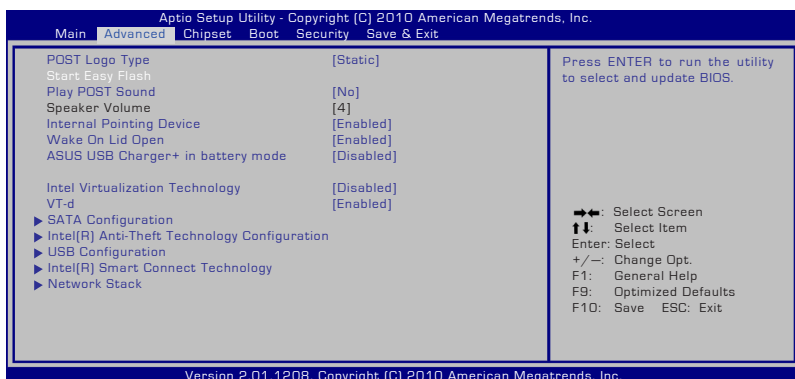 Aptio Setup Utility - Copyright (C) 2010 American Megatrends, Inc.
Main Advanced Chipset Boot Security Save & Exit
POST Logo Type [Static]
Start Easy Flash
Play POST Sound [No]
Speaker Volume [4]
Internal Pointing Device [Enabled]
Wake On Lid Open [Enabled]
ASUS USB Charger+ in battery mode [Disabled]
Intel Virtualization Technology [Disabled]
VT-d [Enabled]
SATA Configuration
Intel(R) Anti-Theft Technology Configuration
USB Configuration
Intel(R) Smart Connect Technology
Network Stack
Press ENTER to run the utility
to select and update BIOS.
→←: Select Screen
↑↓: Select Item
Enter: Select
+/—: Change Opt.
F1: General Help
F9: Optimized Defaults
F10: Save ESC: Exit
Version 2.01.1208. Copyright (C) 2010 American Megatrends, Inc.